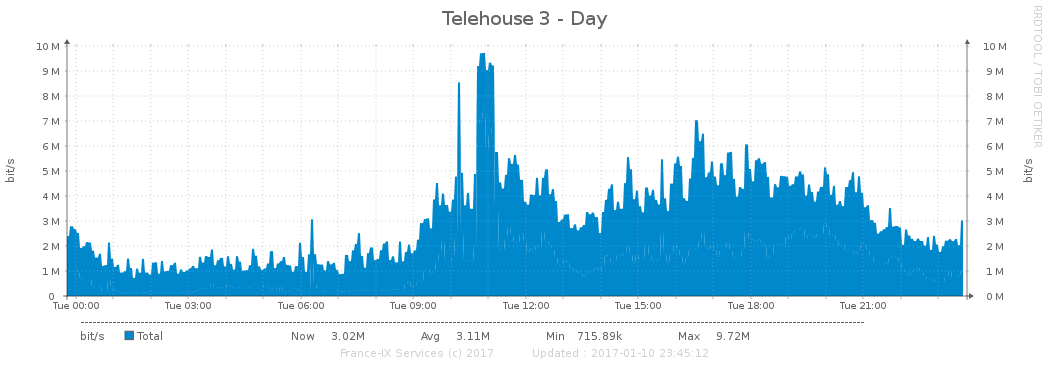 Telehouse 3 - Day
RRDTOOL / TOBI OETIKER
bit/s
10 M 10 M
9 M 9 M
8 M 8 M
7 M 7 M
6 M 6 M
5 M 5 M
4 M 4 M
3 M 3 M
2 M 2 M
1 M 1 M
0 0 M
bit/s
Tue 00:00 Tue 03:00 Tue 06:00 Tue 09:00 Tue 12:00 Tue 15:00 Tue 18:00 Tue 21:00
bit/s Total Now 3.02M Avg 3.11M Min 715.89k Max 9.72M
France-IX Services (c) 2017 Updated : 2017-01-10 23:45:12